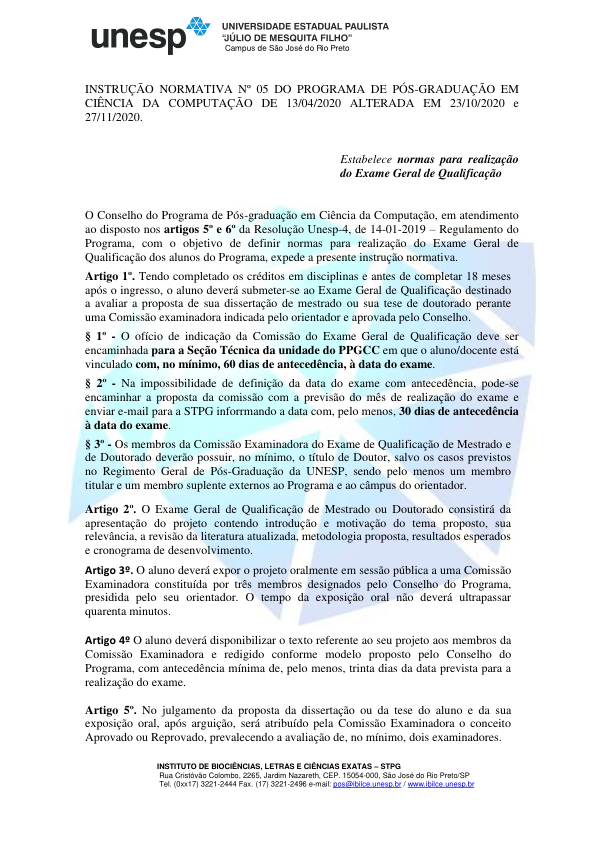 unesp
UNIVERSIDADE ESTADUAL PAULISTA
“JÚLIO DE MESQUITA FILHO”
Campus de São José do Rio Preto
INSTRUÇÃO NORMATIVA Nº 05 DO PROGRAMA DE PÓS-GRADUAÇÃO EM
CIÊNCIA DA COMPUTAÇÃO DE 13/04/2020 ALTERADA EM 23/10/2020 e
27/11/2020.
Estabelece normas para realização
do Exame Geral de Qualificação
O Conselho do Programa de Pós-graduação em Ciência da Computação, em atendimento
ao disposto nos artigos 5º e 6º da Resolução Unesp-4, de 14-01-2019 – Regulamento do
Programa, com o objetivo de definir normas para realização do Exame Geral de
Qualificação dos alunos do Programa, expede a presente instrução normativa.
Artigo 1º. Tendo completado os créditos em disciplinas e antes de completar 18 meses
após o ingresso, o aluno deverá submeter-se ao Exame Geral de Qualificação destinado
a avaliar a proposta de sua dissertação de mestrado ou sua tese de doutorado perante
uma Comissão examinadora indicada pelo orientador e aprovada pelo Conselho.
§ 1º - O ofício de indicação da Comissão do Exame Geral de Qualificação deve ser
encaminhada para a Seção Técnica da unidade do PPGCC em que o aluno/docente está
vinculado com, no mínimo, 60 dias de antecedência, à data do exame.
§ 2º - Na impossibilidade de definição da data do exame com antecedência, pode-se
encaminhar a proposta da comissão com a previsão do mês de realização do exame e
enviar e-mail para a STPG inforrmando a data com, pelo menos, 30 dias de antecedência
à data do exame.
§ 3º - Os membros da Comissão Examinadora do Exame de Qualificação de Mestrado e
de Doutorado deverão possuir, no mínimo, o título de Doutor, salvo os casos previstos
no Regimento Geral de Pós-Graduação da UNESP, sendo pelo menos um membro
titular e um membro suplente externos ao Programa e ao câmpus do orientador.
Artigo 2º. O Exame Geral de Qualificação de Mestrado ou Doutorado consistirá da
apresentação do projeto contendo introdução e motivação do tema proposto, sua
relevância, a revisão da literatura atualizada, metodologia proposta, resultados esperados
e cronograma de desenvolvimento.
Artigo 3º. O aluno deverá expor o projeto oralmente em sessão pública a uma Comissão
Examinadora constituída por três membros designados pelo Conselho do Programa,
presidida pelo seu orientador. O tempo da exposição oral não deverá ultrapassar
quarenta minutos.
Artigo 4º O aluno deverá disponibilizar o texto referente ao seu projeto aos membros da
Comissão Examinadora e redigido conforme modelo proposto pelo Conselho do
Programa, com antecedência mínima de, pelo menos, trinta dias da data prevista para a
realização do exame.
Artigo 5º. No julgamento da proposta da dissertação ou da tese do aluno e da sua
exposição oral, após arguição, será atribuído pela Comissão Examinadora o conceito
Aprovado ou Reprovado, prevalecendo a avaliação de, no mínimo, dois examinadores.
INSTITUTO DE BIOCIÊNCIAS, LETRAS E CIÊNCIAS EXATAS – STPG
Rua Cristóvão Colombo, 2265, Jardim Nazareth, CEP. 15054-000, São José do Rio Preto/SP
Tel. (0xx17) 3221-2444 Fax. (17) 3221-2496 e-mail: pos@ibilce.unesp.br / www.ibilce.unesp.br